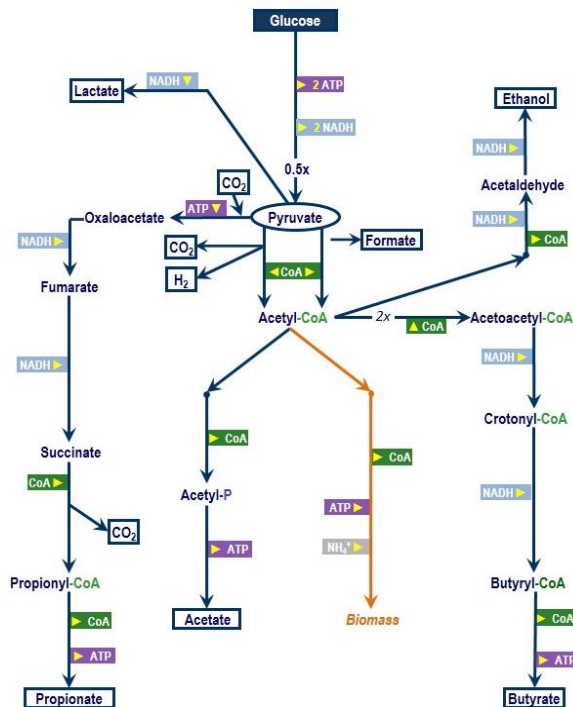 Glucose
NADH ▼
Lactate
► 2 ATP
► 2 NADH
Ethanol
NADH ►
0.5x
Acetaldehyde
CO₂
ATP ▼
NADH ►
Oxaloacetate
Pyruvate
► CoA
NADH ►
CO₂
Formate
H₂
◄ CoA ►
Fumarate
Acetyl-CoA
2x
Acetoacetyl-CoA
▲ CoA
NADH ►
NADH ►
Crotonyl-CoA
► CoA
► CoA
Succinate
CoA ►
NADH ►
Acetyl-P
ATP ►
CO₂
► ATP
NH₄⁺ ►
Propionyl-CoA
Butyryl-CoA
► CoA
Acetate
Biomass
► CoA
► ATP
► ATP
Propionate
Butyrate